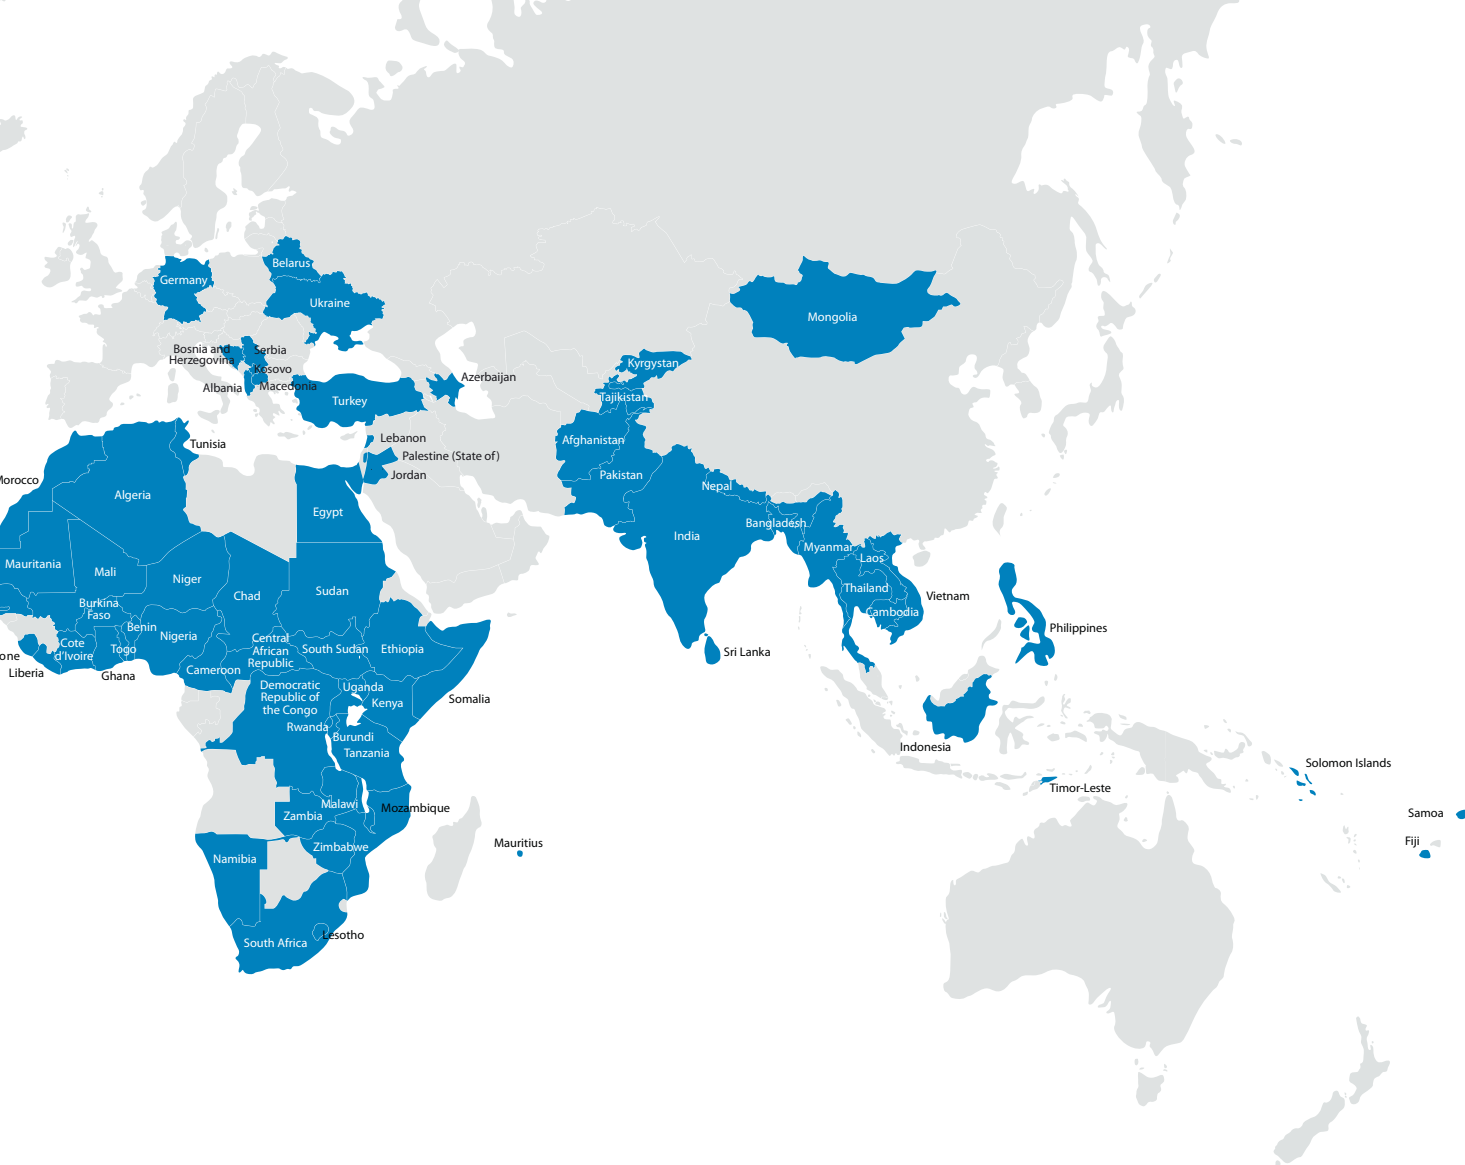 Belarus
Germany
Ukraine
Mongolia
Bosnia and
Herzegovina
Serbia
Kosovo
Macedonia
Albania
Azerbaijan
Turkey
Kyrgystan
Tajikistan
Afghanistan
Pakistan
Lebanon
Palestine (State of)
Jordan
Tunisia
Morocco
Algeria
Egypt
Nepal
India
Bangladesh
Myanmar
Laos
Thailand
Cambodia
Vietnam
Philippines
Sri Lanka
Mauritania
Mali
Niger
Chad
Sudan
Burkina
Faso
Benin
Nigeria
Cote
d'Ivoire
Togo
Ghana
one
Liberia
Central
African
Republic
South Sudan
Ethiopia
Cameroon
Somalia
Democratic
Republic of
the Congo
Uganda
Kenya
Rwanda
Burundi
Tanzania
Indonesia
Timor-Leste
Solomon Islands
Samoa
Fiji
Malawi
Mozambique
Zambia
Zimbabwe
Mauritius
Namibia
South Africa
Lesotho